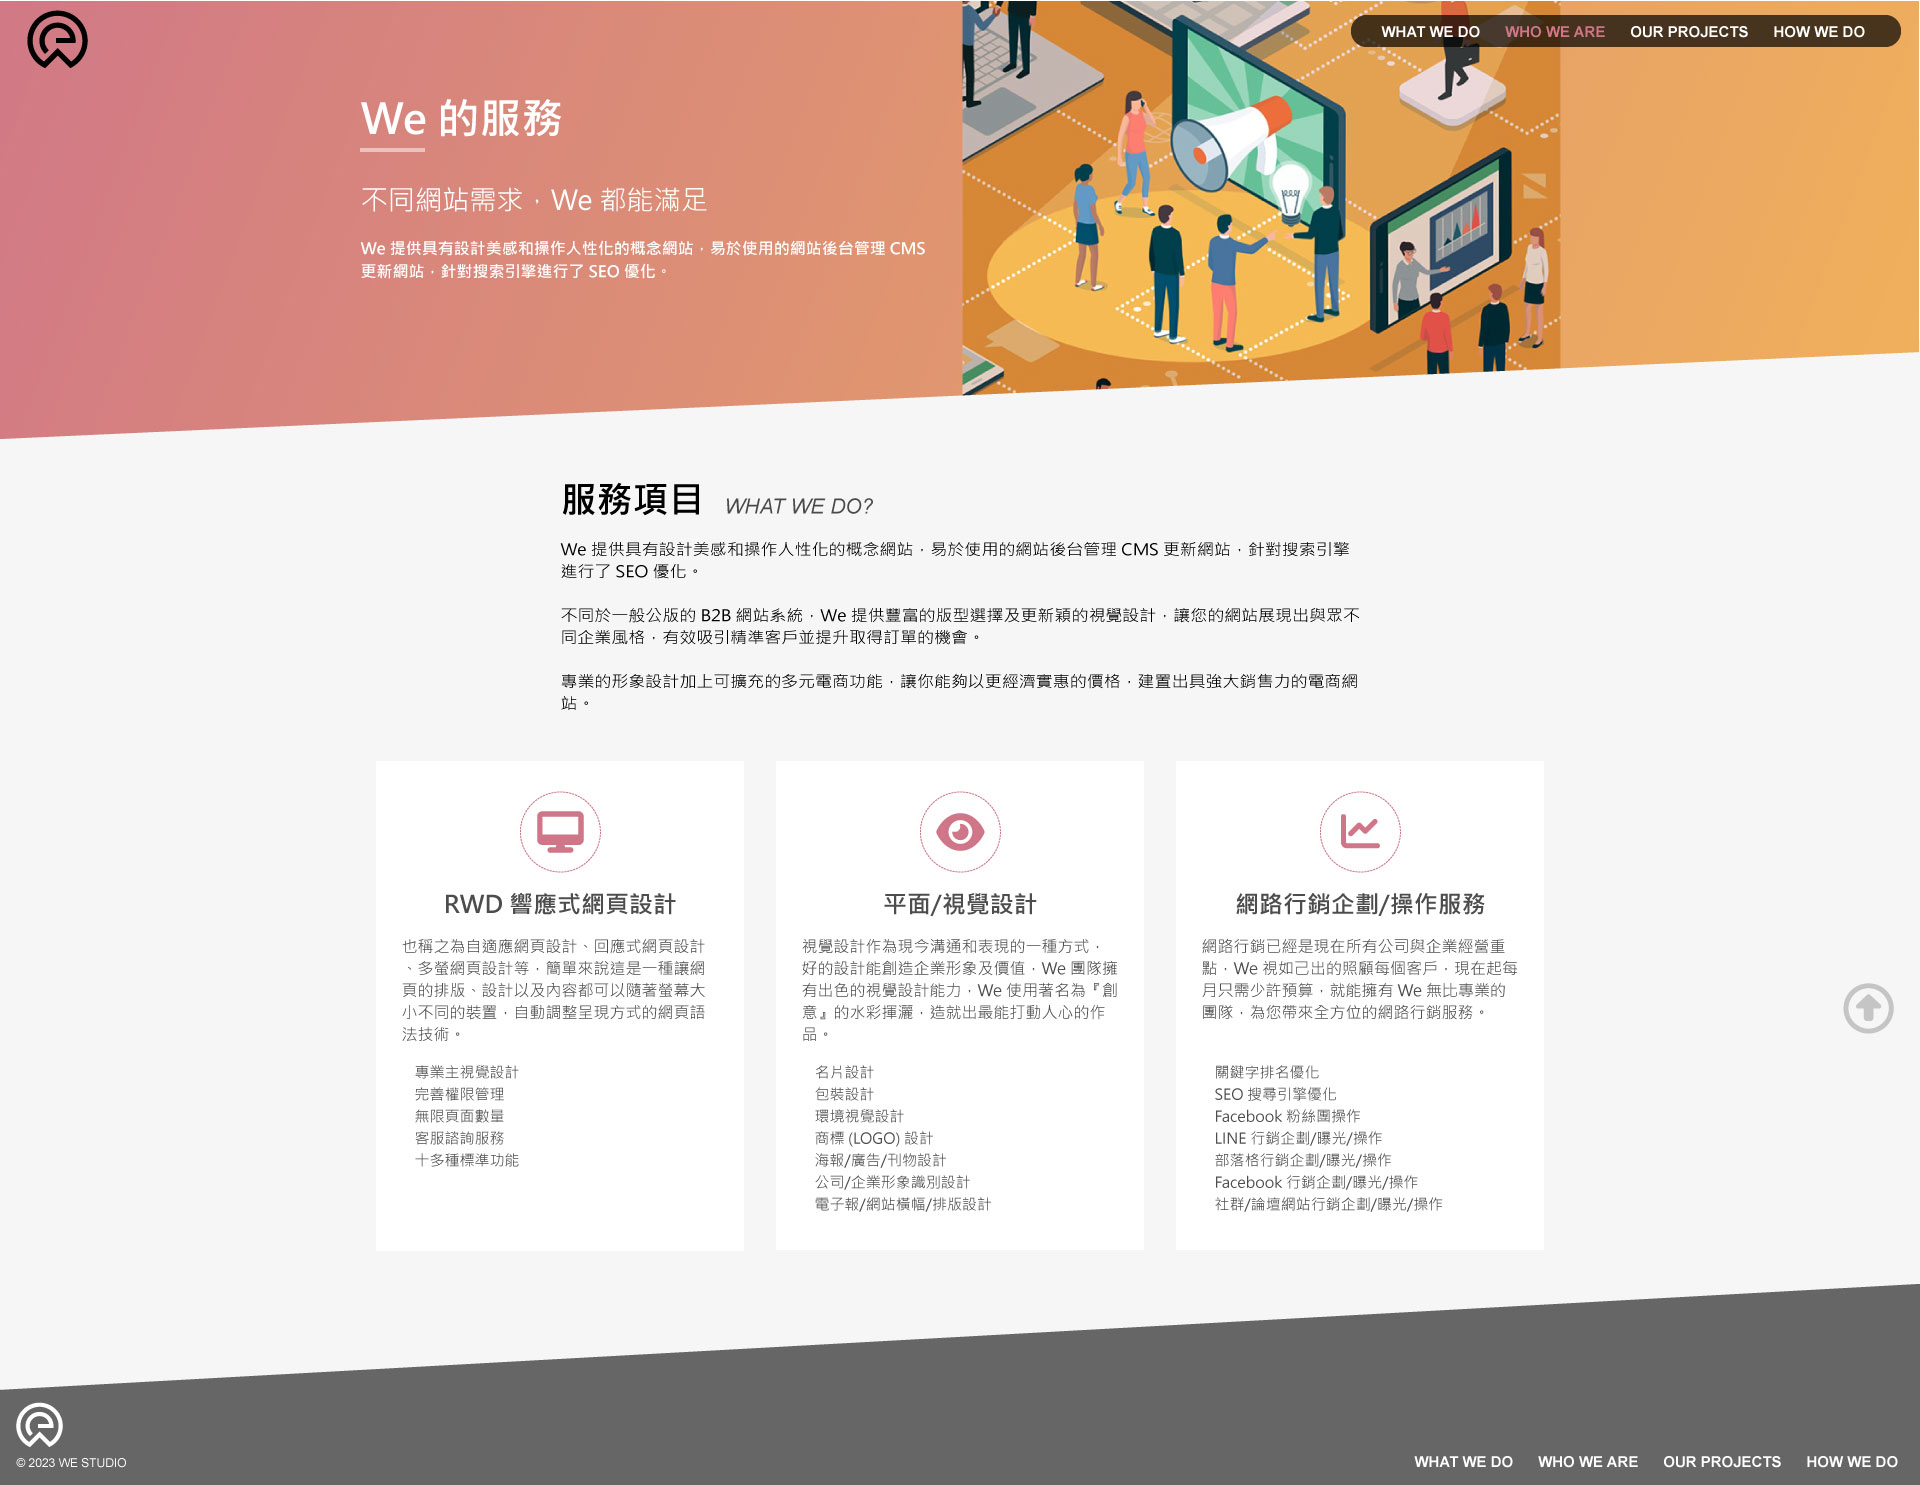 WHAT WE DO WHO WE ARE OUR PROJECTS HOW WE DO
We 的服務
不同網站需求，We 都能滿足
We 提供具有設計美感和操作人性化的概念網站，易於使用的網站後台管理 CMS
更新網站，針對搜索引擎進行了 SEO 優化。
服務項目 WHAT WE DO?
We 提供具有設計美感和操作人性化的概念網站，易於使用的網站後台管理 CMS 更新網站，針對搜索引擎
進行了 SEO 優化。
不同於一般公版的 B2B 網站系統，We 提供豐富的版型選擇及更新穎的視覺設計，讓您的網站展現出與眾不
同企業風格，有效吸引精準客戶並提升取得訂單的機會。
專業的形象設計加上可擴充的多元電商功能，讓你能夠以更經濟實惠的價格，建置出具強大銷售力的電商網
站。
RWD 響應式網頁設計
也稱之為自適應網頁設計、回應式網頁設計
、多螢網頁設計等，簡單來說這是一種讓網
頁的排版、設計以及內容都可以隨著螢幕大
小不同的裝置，自動調整呈現方式的網頁語
法技術。
專業主視覺設計
完善權限管理
無限頁面數量
客服諮詢服務
十多種標準功能
平面/視覺設計
視覺設計作為現今溝通和表現的一種方式，
好的設計能創造企業形象及價值，We 團隊擁
有出色的視覺設計能力，We 使用著名為『創
意』的水彩揮灑，造就出最能打動人心的作
品。
名片設計
包裝設計
環境視覺設計
商標 (LOGO) 設計
海報/廣告/刊物設計
公司/企業形象識別設計
電子報/網站橫幅/排版設計
網路行銷企劃/操作服務
網路行銷已經是現在所有公司與企業經營重
點，We 視如己出的照顧每個客戶，現在起每
月只需少許預算，就能擁有 We 無比專業的
團隊，為您帶來全方位的網路行銷服務。
關鍵字排名優化
SEO 搜尋引擎優化
Facebook 粉絲團操作
LINE 行銷企劃/曝光/操作
部落格行銷企劃/曝光/操作
Facebook 行銷企劃/曝光/操作
社群/論壇網站行銷企劃/曝光/操作
© 2023 WE STUDIO
WHAT WE DO WHO WE ARE OUR PROJECTS HOW WE DO